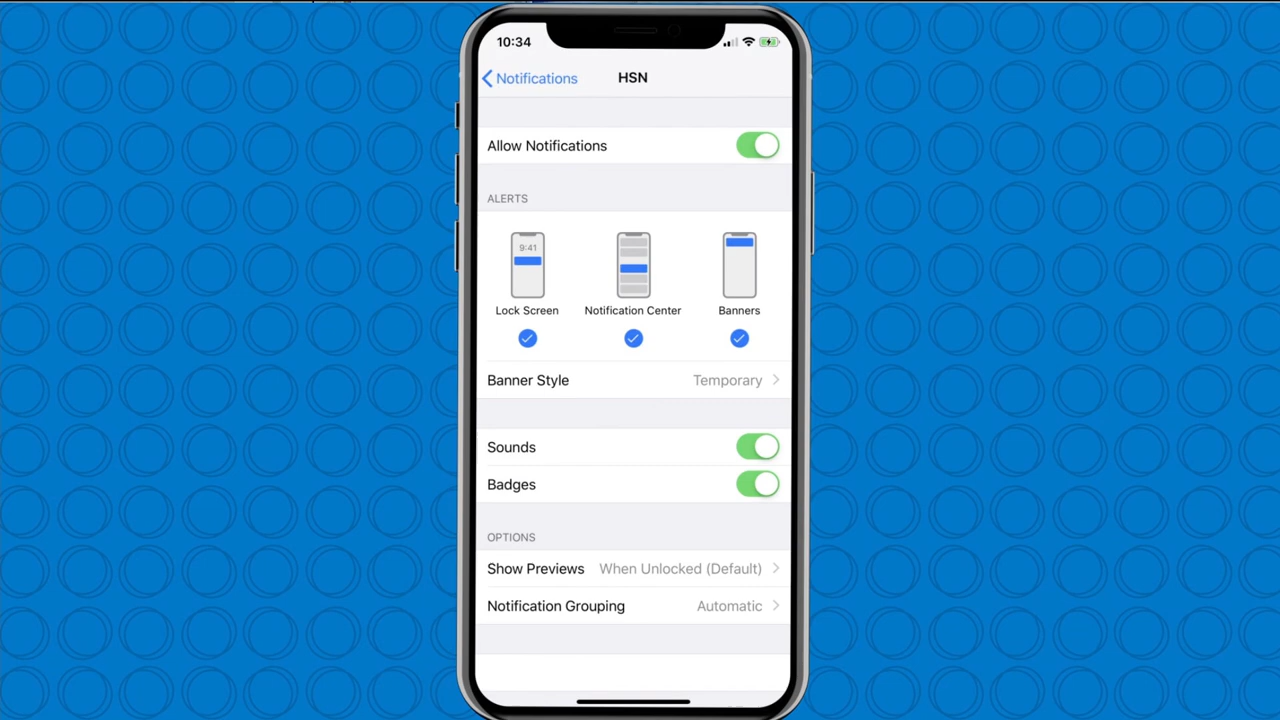 10:34
Notifications HSN
Allow Notifications
ALERTS
9:41
Lock Screen Notification Center Banners
Banner Style Temporary
Sounds
Badges
OPTIONS
Show Previews When Unlocked (Default)
Notification Grouping Automatic